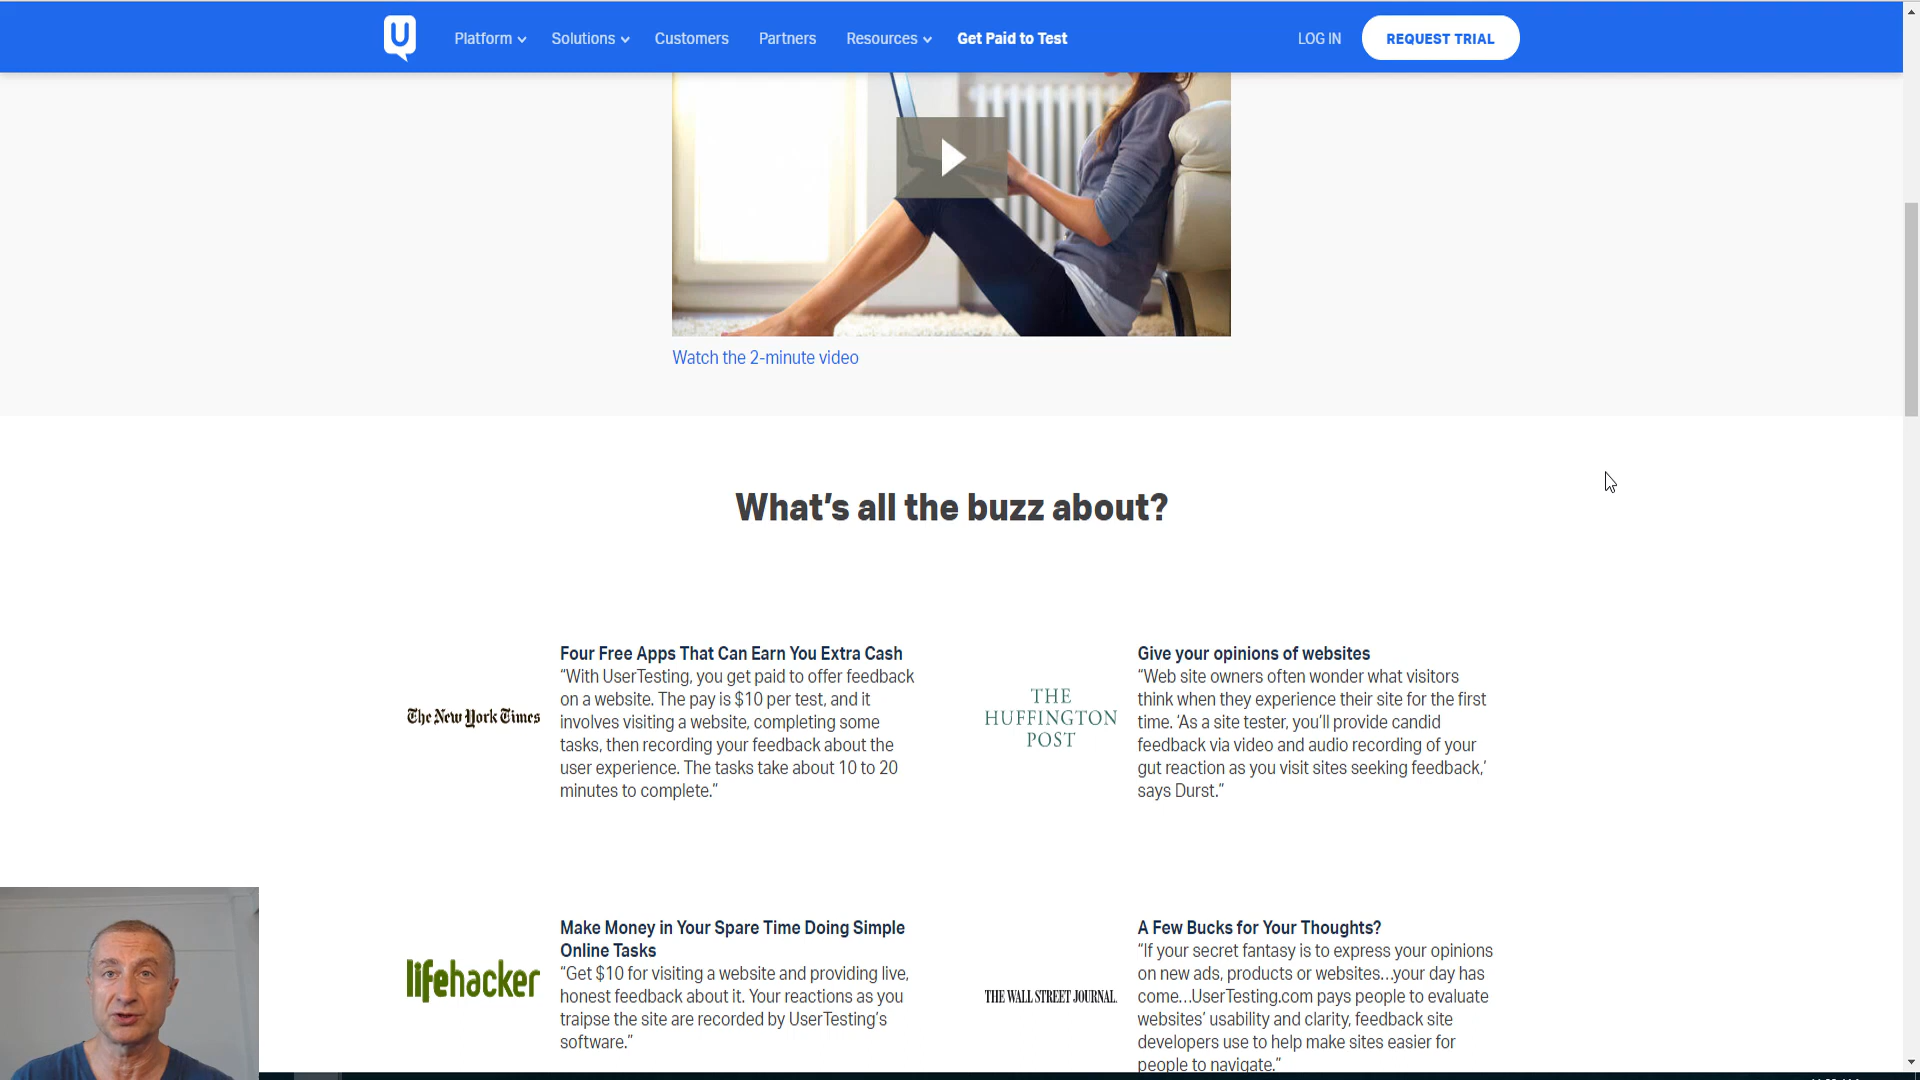 U
Platform
Solutions
Customers
Partners
Resources
Get Paid to Test
LOG IN
REQUEST TRIAL
Watch the 2-minute video
What's all the buzz about?
The New York Times
Four Free Apps That Can Earn You Extra Cash
“With UserTesting, you get paid to offer feedback
on a website. The pay is $10 per test, and it
involves visiting a website, completing some
tasks, then recording your feedback about the
user experience. The tasks take about 10 to 20
minutes to complete.”
THE
HUFFINGTON
POST
Give your opinions of websites
“Web site owners often wonder what visitors
think when they experience their site for the first
time. ‘As a site tester, you’ll provide candid
feedback via video and audio recording of your
gut reaction as you visit sites seeking feedback,’
says Durst.”
lifehacker
Make Money in Your Spare Time Doing Simple
Online Tasks
“Get $10 for visiting a website and providing live,
honest feedback about it. Your reactions as you
traipse the site are recorded by UserTesting’s
software.”
THE WALL STREET JOURNAL.
A Few Bucks for Your Thoughts?
“If your secret fantasy is to express your opinions
on new ads, products or websites...your day has
come...UserTesting.com pays people to evaluate
websites’ usability and clarity, feedback site
developers use to help make sites easier for
people to navigate.”